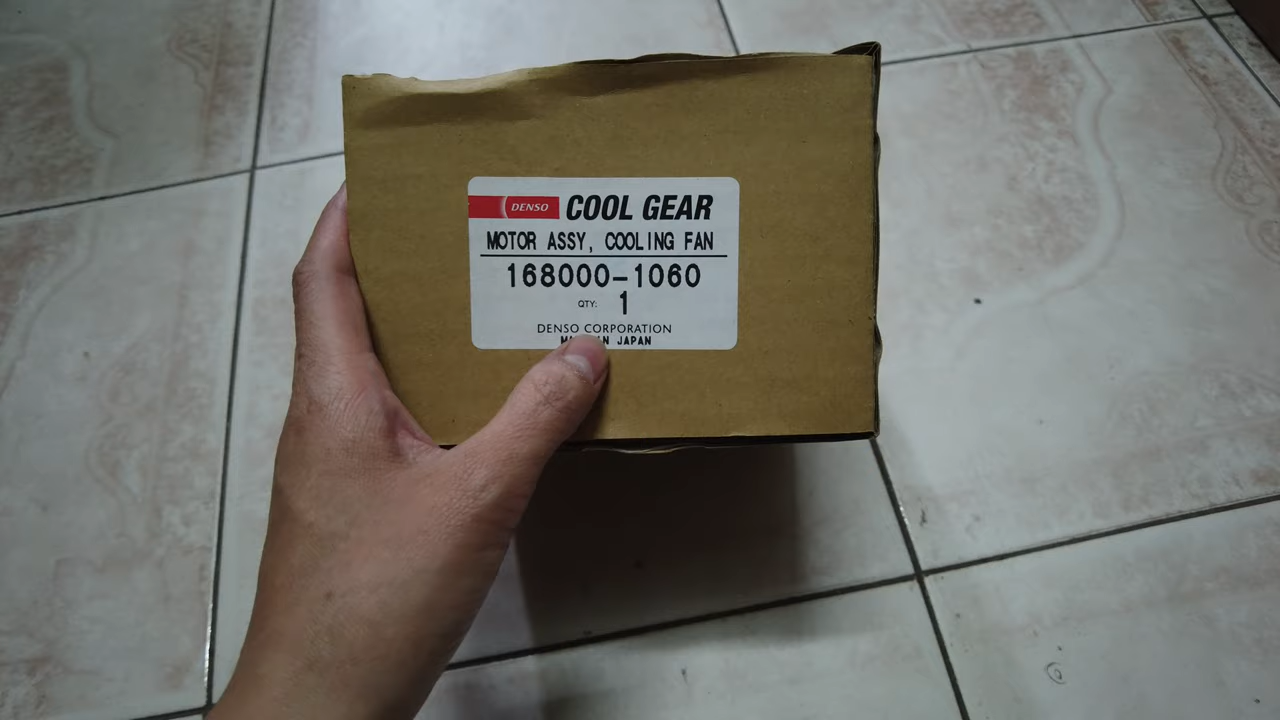 DENSO COOL GEAR
MOTOR ASSY, COOLING FAN
168000-1060
QTY: 1
DENSO CORPORATION
JAPAN